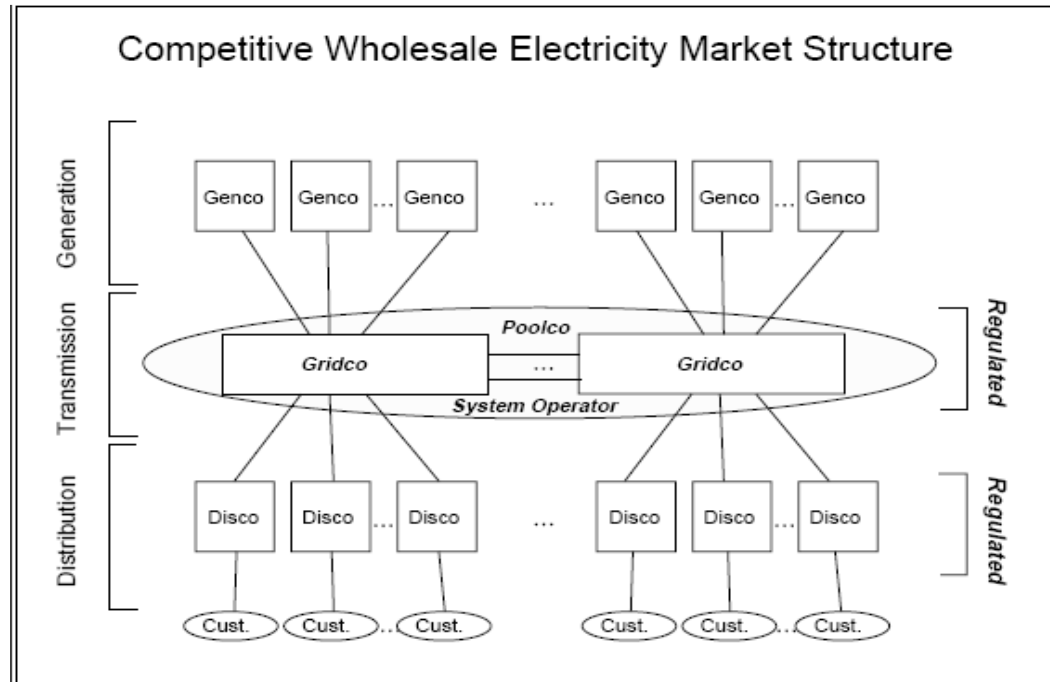 Competitive Wholesale Electricity Market Structure
Generation
Genco Genco ... Genco ... Genco Genco ... Genco
Transmission
Poolco
Gridco ... Gridco
System Operator
Regulated
Distribution
Disco Disco ... Disco ... Disco Disco ... Disco
Regulated
Cust. Cust. ... Cust. Cust. Cust. ... Cust.